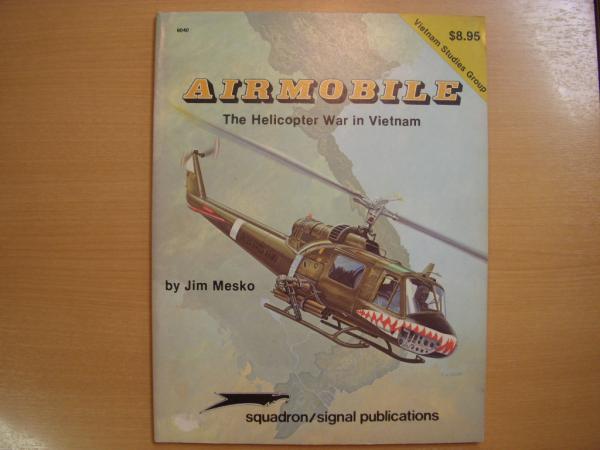 6040
$8.95
Vietnam Studies Group
AIRMOBILE
The Helicopter War in Vietnam
by Jim Mesko
squadron/signal publications